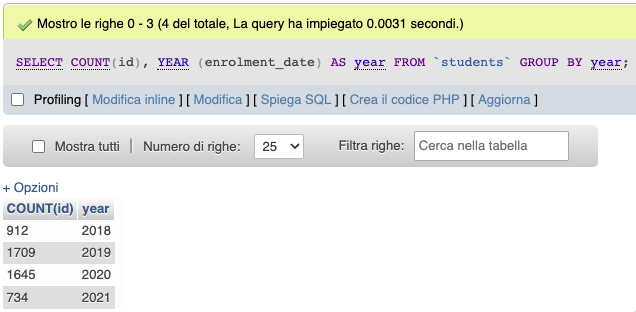 Mostro le righe 0 - 3 (4 del totale, La query ha impiegato 0.0031 secondi.)
SELECT COUNT(id), YEAR (enrolment_date) AS year FROM `students` GROUP BY year;
Profiling [ Modifica inline ] [ Modifica ] [ Spiega SQL ] [ Crea il codice PHP ] [ Aggiorna ]
Mostra tutti | Numero di righe: 25 Filtra righe: Cerca nella tabella
+ Opzioni
COUNT(id) year
912 2018
1709 2019
1645 2020
734 2021